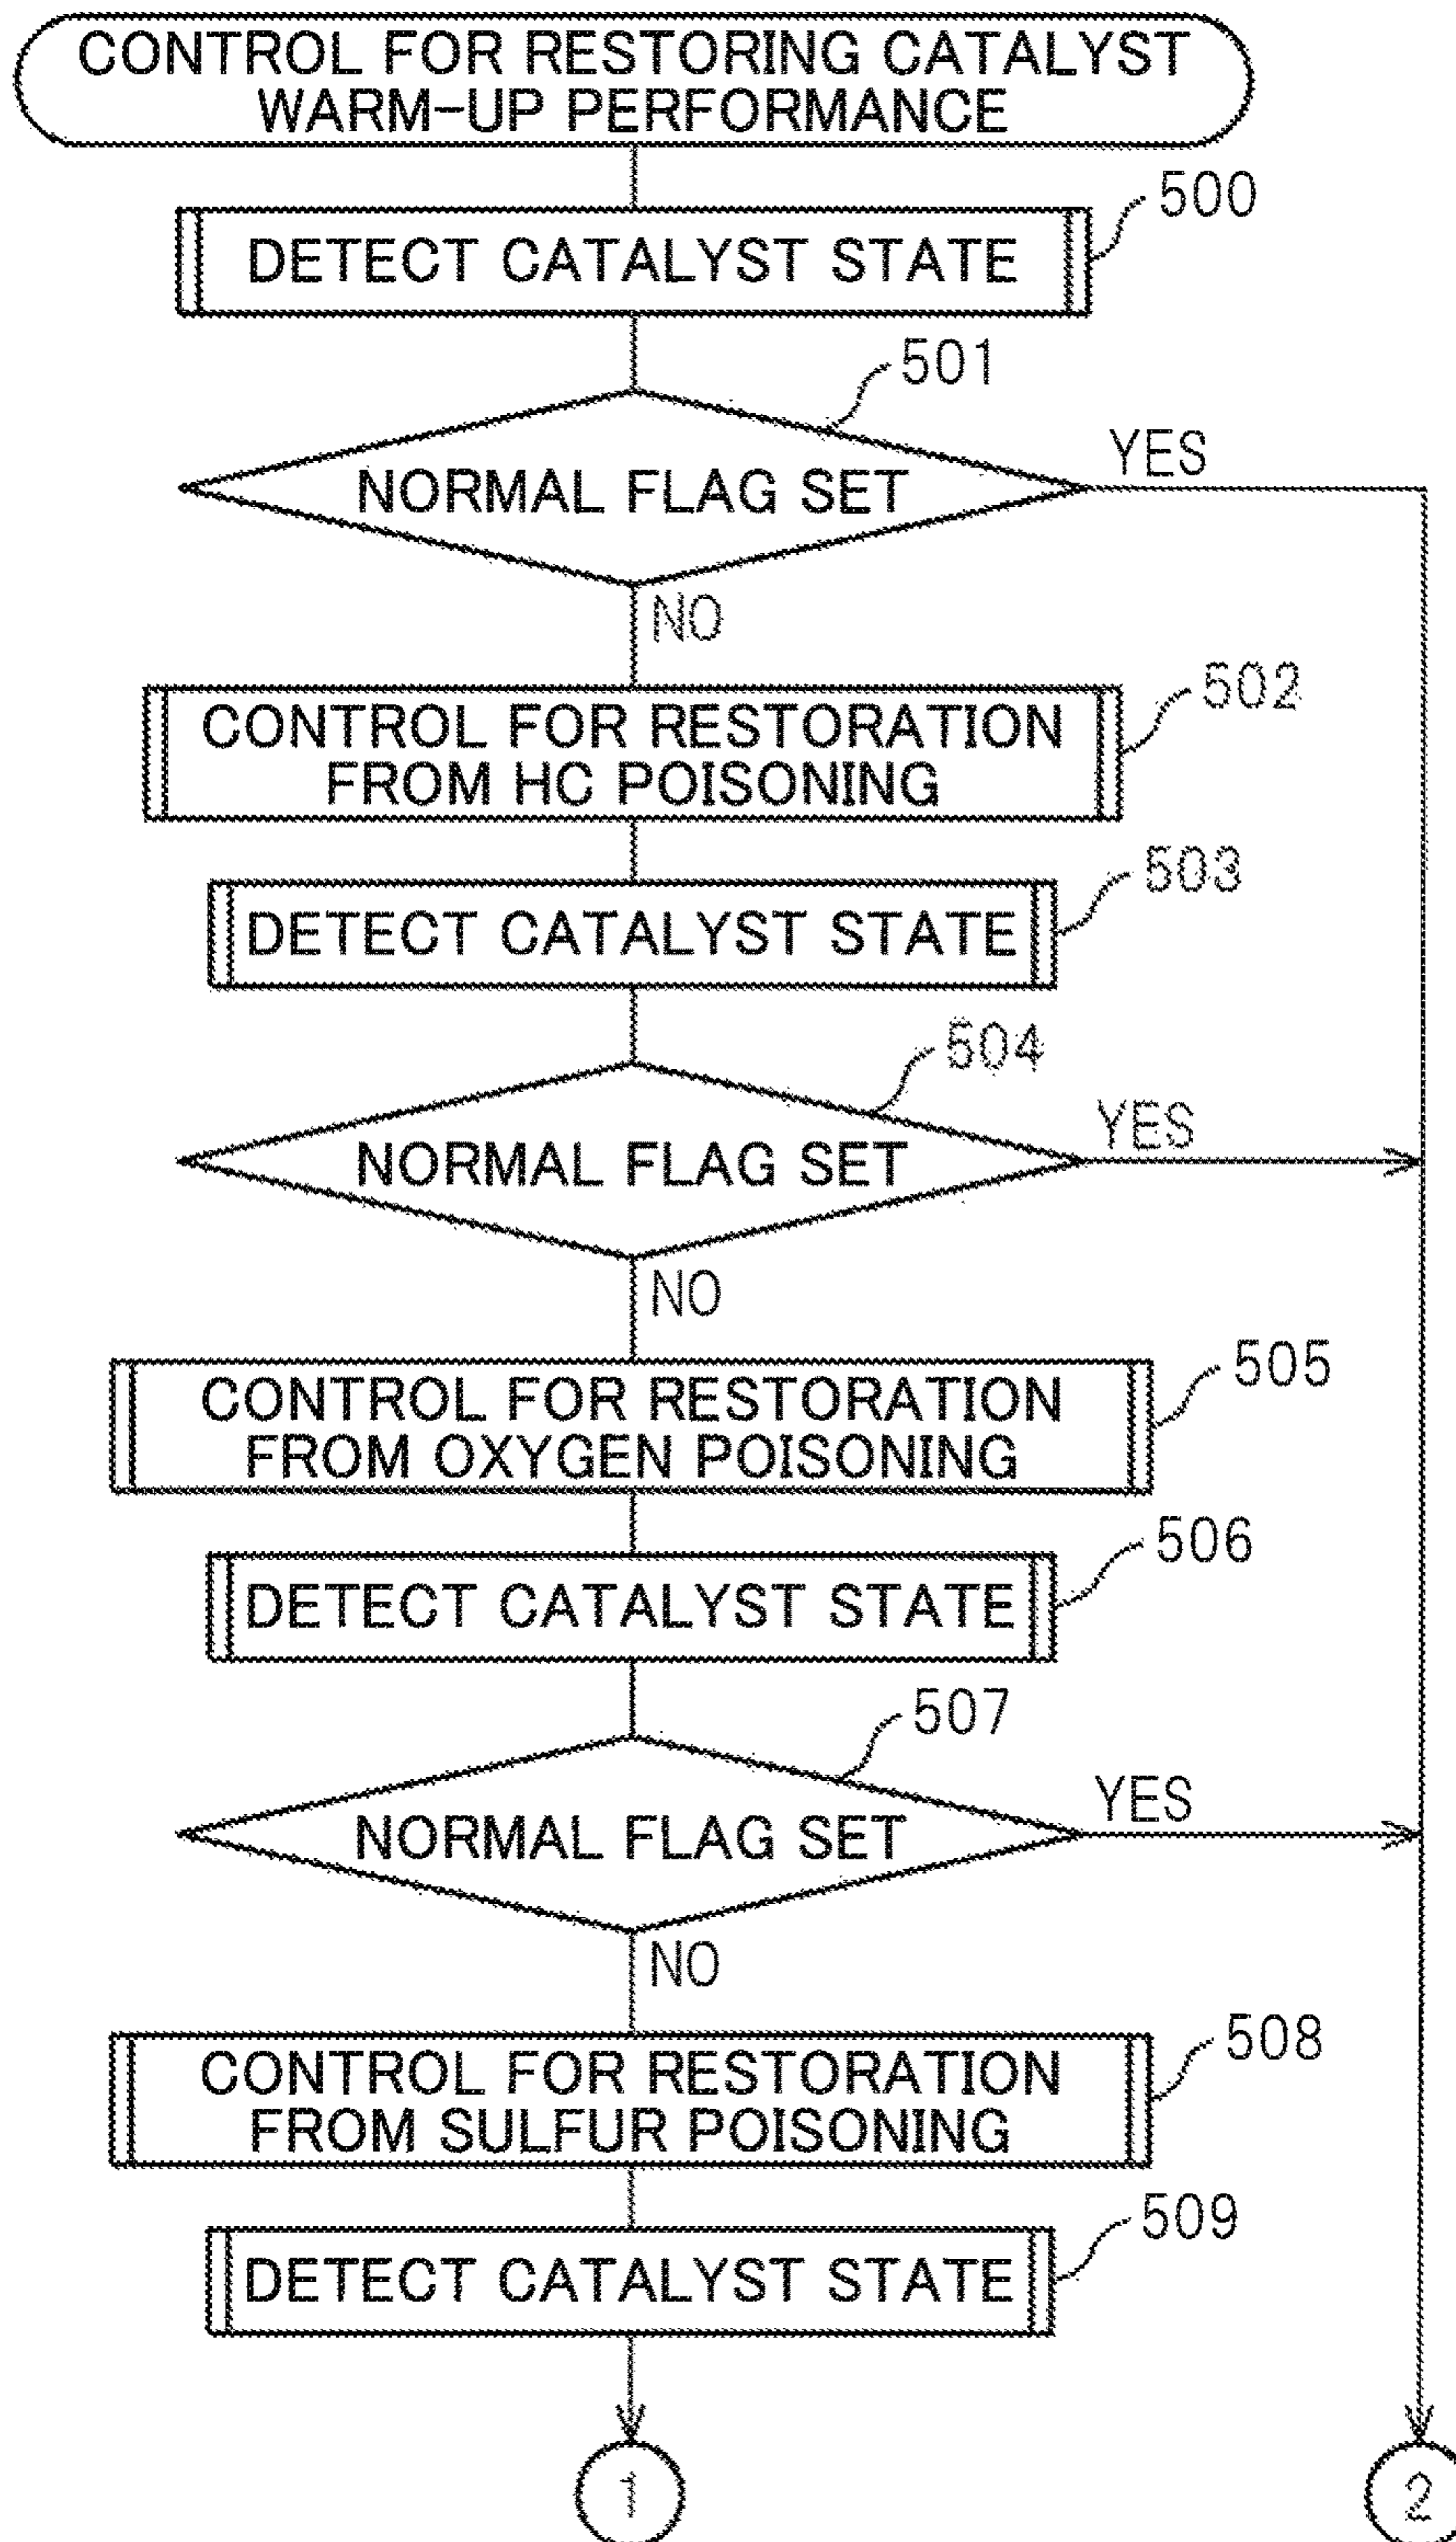 CONTROL FOR RESTORING CATALYST
WARM-UP PERFORMANCE
500
DETECT CATALYST STATE
501
NORMAL FLAG SET
YES
NO
502
CONTROL FOR RESTORATION
FROM HC POISONING
503
DETECT CATALYST STATE
504
NORMAL FLAG SET
YES
NO
505
CONTROL FOR RESTORATION
FROM OXYGEN POISONING
506
DETECT CATALYST STATE
507
NORMAL FLAG SET
YES
NO
508
CONTROL FOR RESTORATION
FROM SULFUR POISONING
509
DETECT CATALYST STATE
1
2